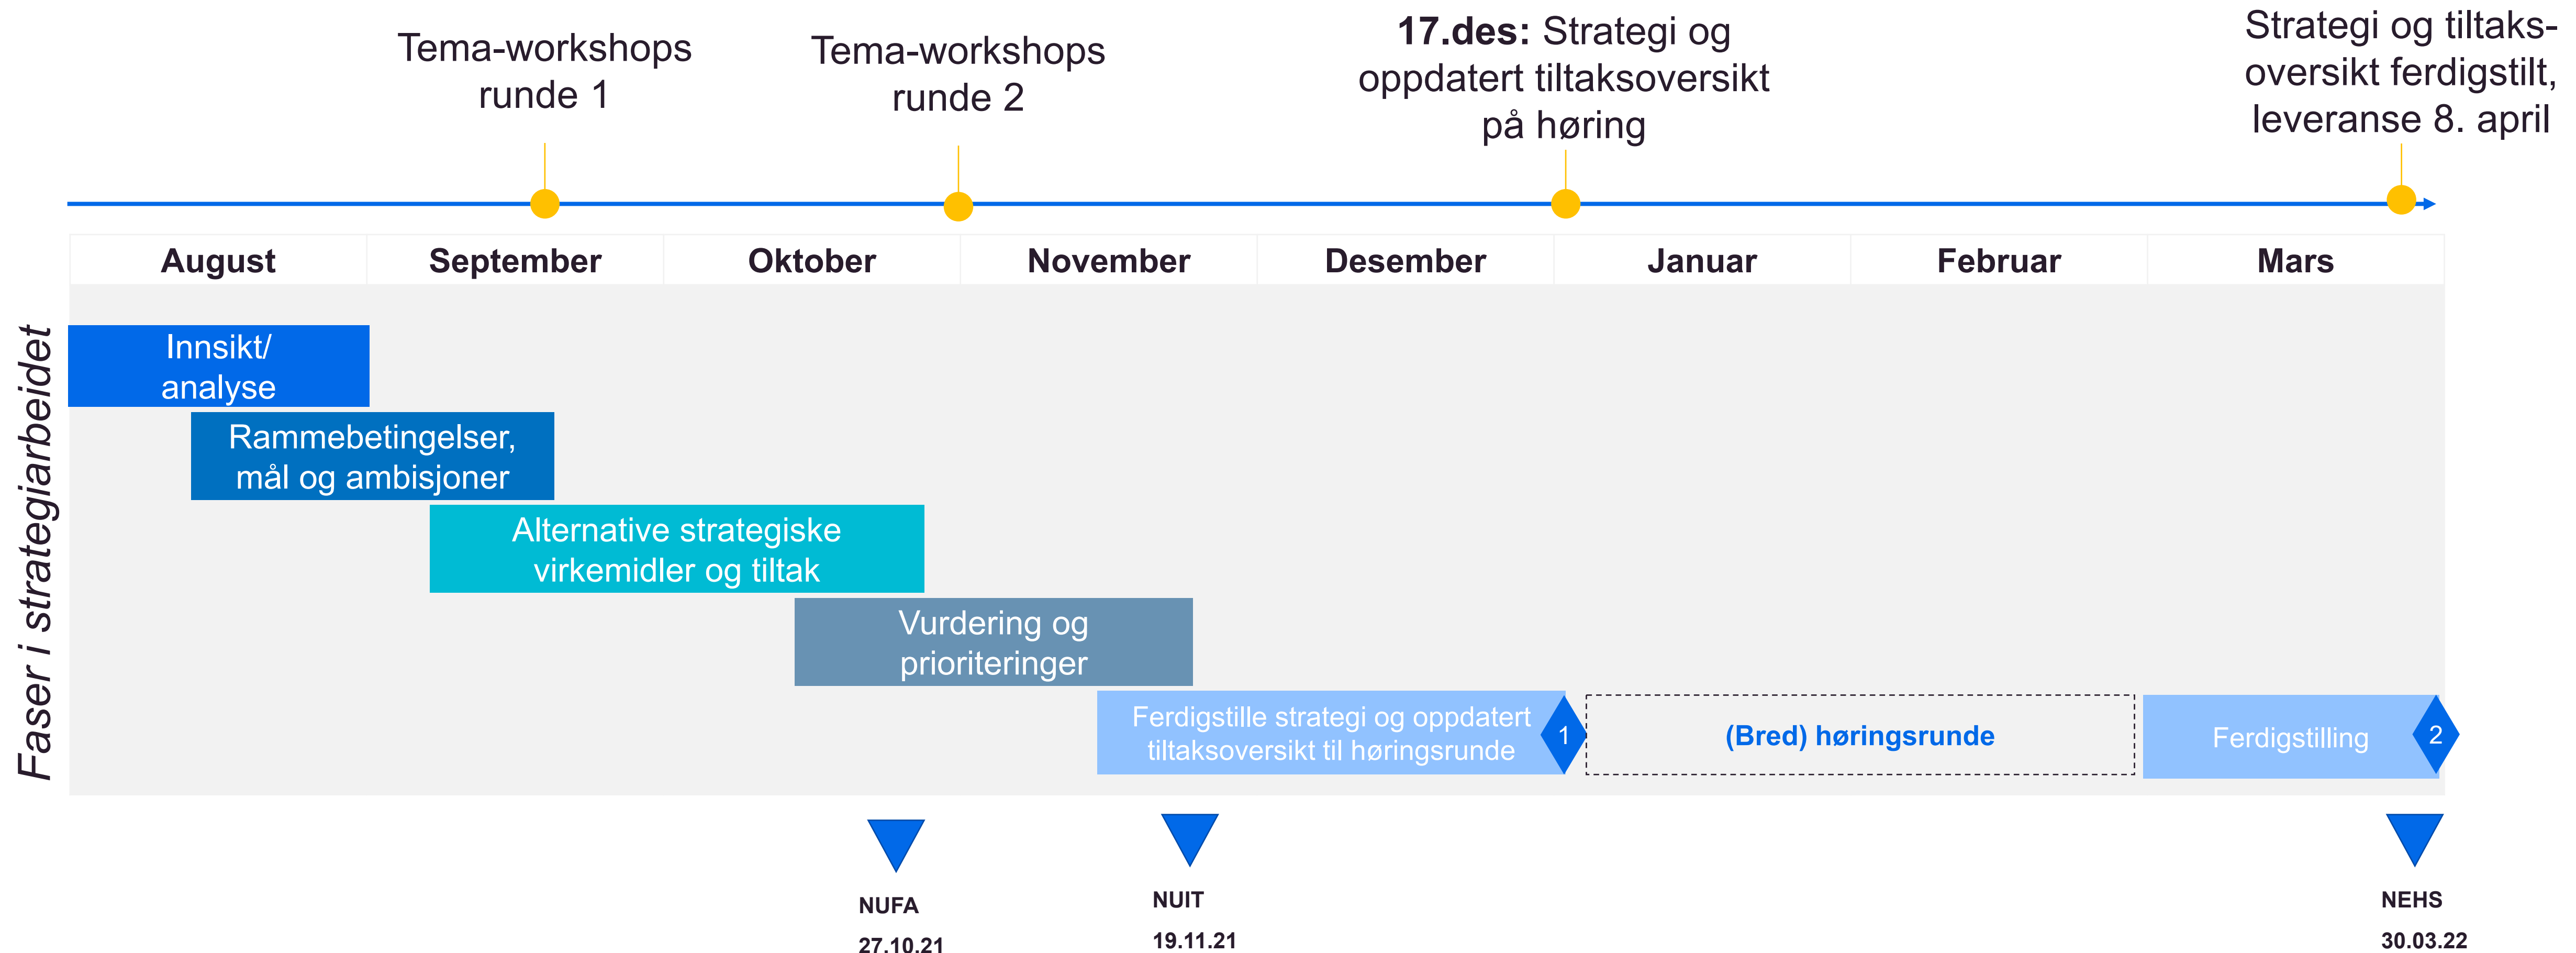 Tema-workshops
runde 1
Tema-workshops
runde 2
17.des: Strategi og
oppdatert tiltaksoversikt
på høring
Strategi og tiltaks-
oversikt ferdigstilt,
leveranse 8. april
August
September
Oktober
November
Desember
Januar
Februar
Mars
Faser i strategiarbeidet
Innsikt/
analyse
Rammebetingelser,
mål og ambisjoner
Alternative strategiske
virkemidler og tiltak
Vurdering og
prioriteringer
Ferdigstille strategi og oppdatert
tiltaksoversikt til høringsrunde
1
(Bred) høringsrunde
Ferdigstilling
2
NUFA
27.10.21
NUIT
19.11.21
NEHS
30.03.22